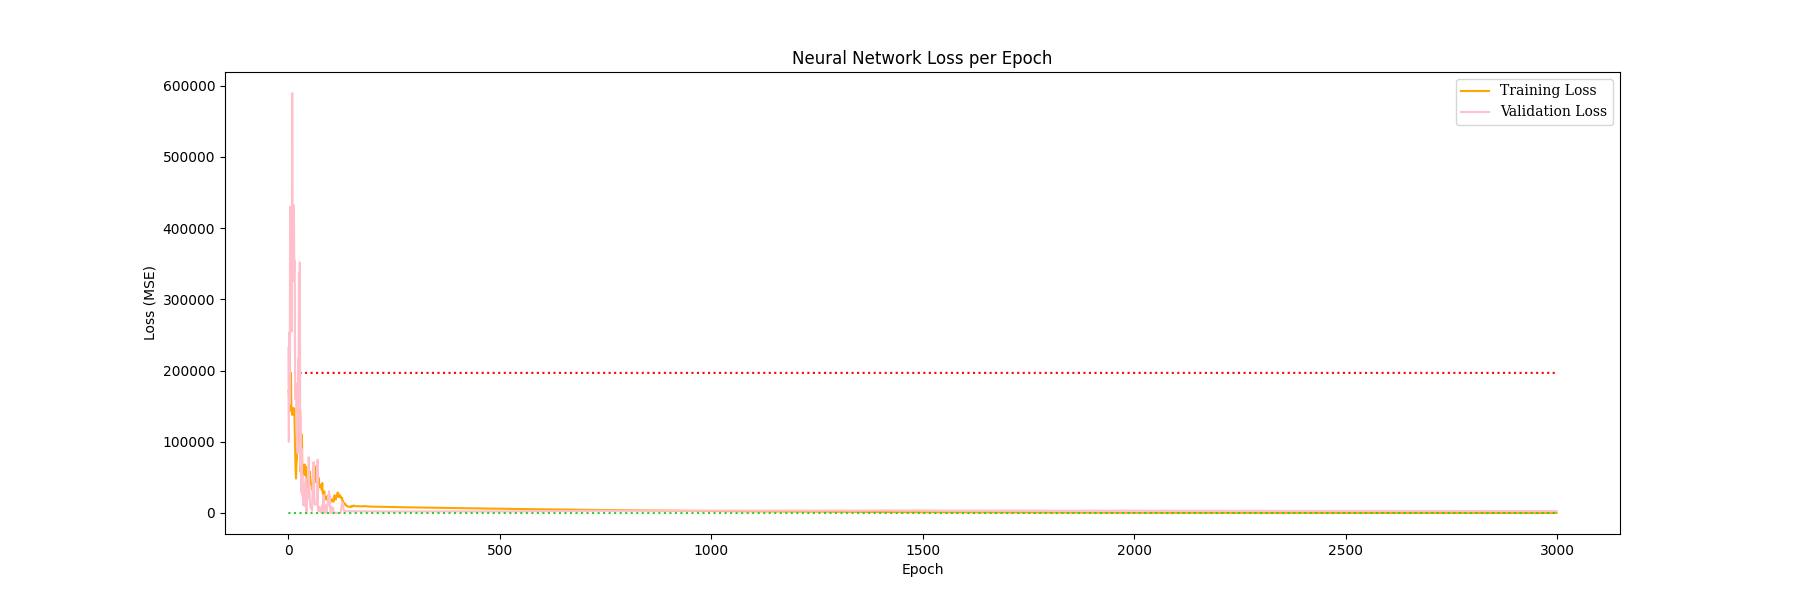 Neural Network Loss per Epoch
Training Loss
Validation Loss
Loss (MSE)
600000
500000
400000
300000
200000
100000
0
0 500 1000 1500 2000 2500 3000
Epoch